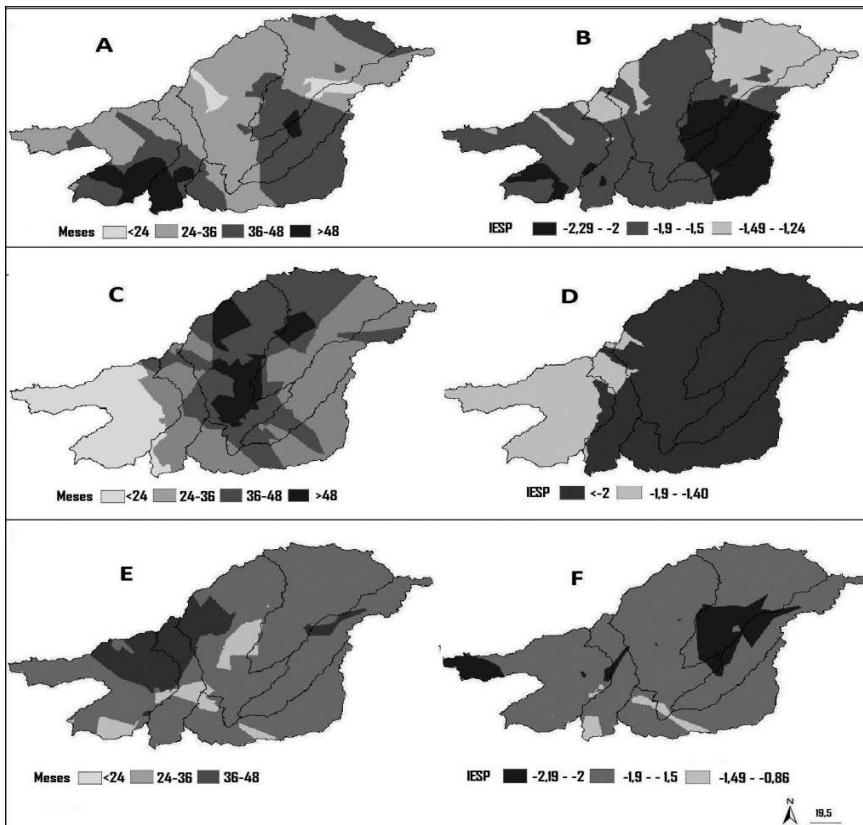 A
B
Meses <24 24-36 36-48 >48
IESP -2,29 - -2 -1,9 - -1,5 -1,49 - -1,24
C
D
Meses <24 24-36 36-48 >48
IESP <-2 -1,9 - -1,40
E
F
Meses <24 24-36 36-48
IESP -2,19 - -2 -1,9 - -1,5 -1,49 - -0,86
N
19,5